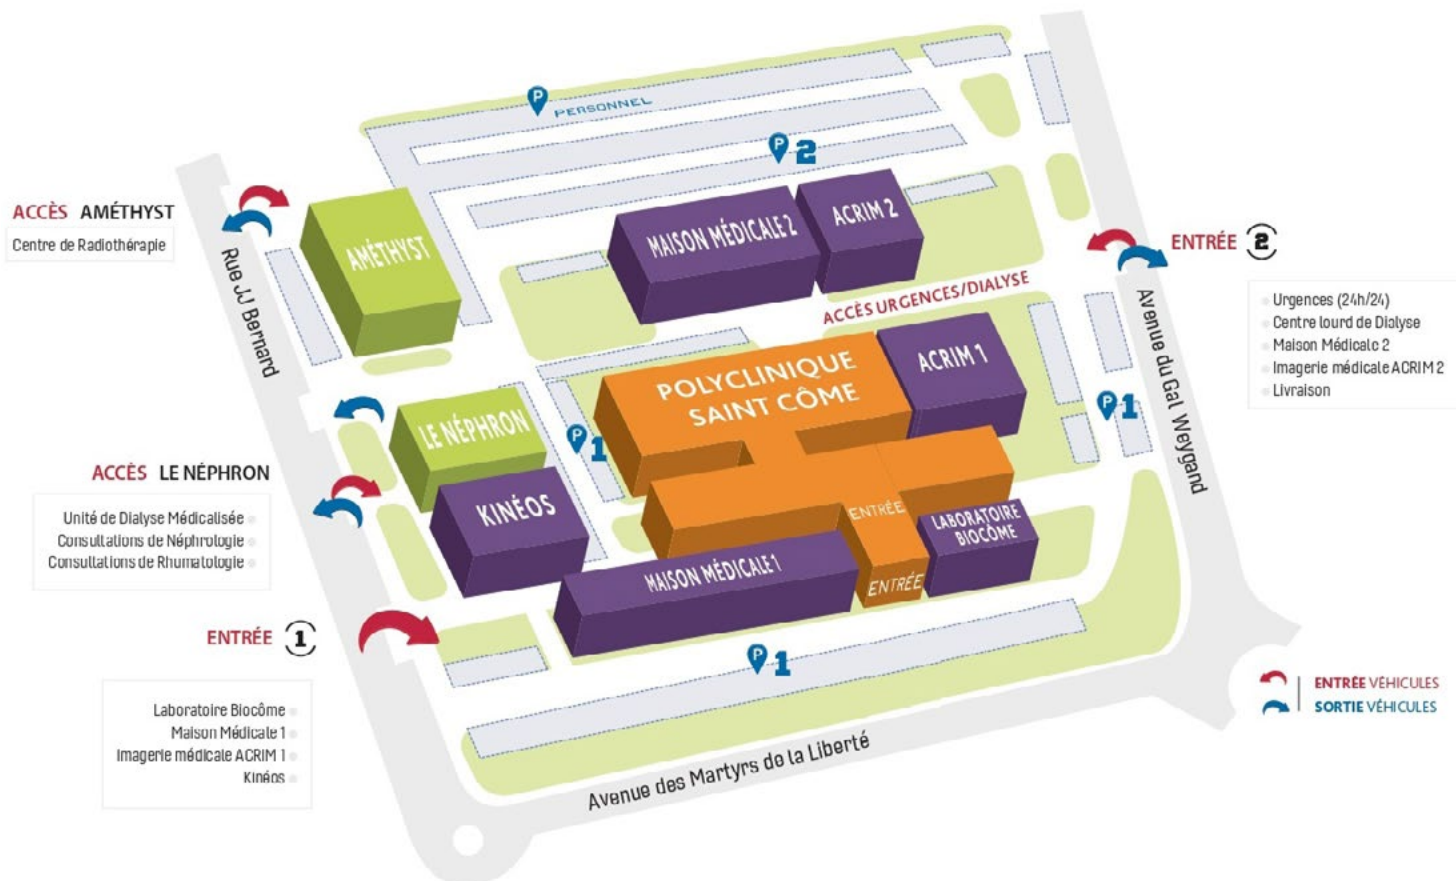 P
PERSONNEL
P 2
ACCÈS AMÉTHYST
Centre de Radiothérapie
AMÉTHYST
MAISON MÉDICALE 2
ACRIM 2
Rue JJ Bernard
ENTRÉE 2
Urgences (24h/24)
Centre lourd de Dialyse
Maison Médicale 2
Imagerie médicale ACRIM 2
Livraison
ACCÈS URGENCES/DIALYSE
Avenue du Gal Weygand
POLYCLINIQUE
SAINT CÔME
ACRIM 1
P 1
LE NÉPHRON
P 1
ACCÈS LE NÉPHRON
Unité de Dialyse Médicalisée
Consultations de Néphrologie
Consultations de Rhumatologie
KINÉOS
ENTRÉE
LABORATOIRE
BIOCÔME
MAISON MÉDICALE 1
ENTRÉE
ENTRÉE 1
Laboratoire Biocôme
Maison Médicale 1
Imagerie médicale ACRIM 1
Kinéos
P 1
ENTRÉE VÉHICULES
SORTIE VÉHICULES
Avenue des Martyrs de la Liberté